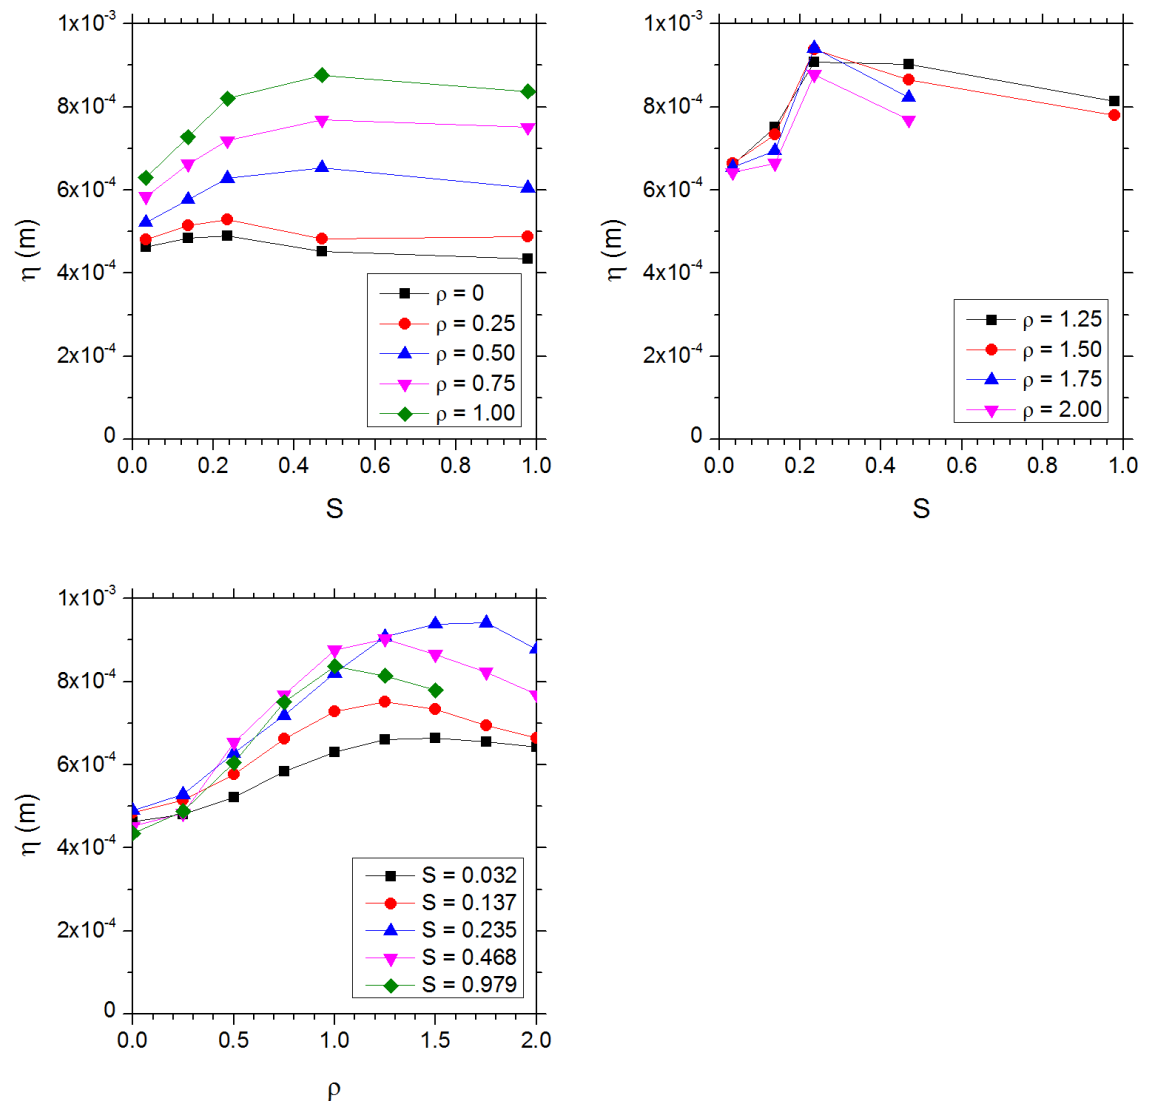 1x10⁻³
8x10⁻⁴
6x10⁻⁴
4x10⁻⁴
2x10⁻⁴
0
η (m)
0.0 0.2 0.4 0.6 0.8 1.0
S
ρ = 0
ρ = 0.25
ρ = 0.50
ρ = 0.75
ρ = 1.00
1x10⁻³
8x10⁻⁴
6x10⁻⁴
4x10⁻⁴
2x10⁻⁴
0
η (m)
0.0 0.2 0.4 0.6 0.8 1.0
S
ρ = 1.25
ρ = 1.50
ρ = 1.75
ρ = 2.00
1x10⁻³
8x10⁻⁴
6x10⁻⁴
4x10⁻⁴
2x10⁻⁴
0
η (m)
0.0 0.5 1.0 1.5 2.0
ρ
S = 0.032
S = 0.137
S = 0.235
S = 0.468
S = 0.979